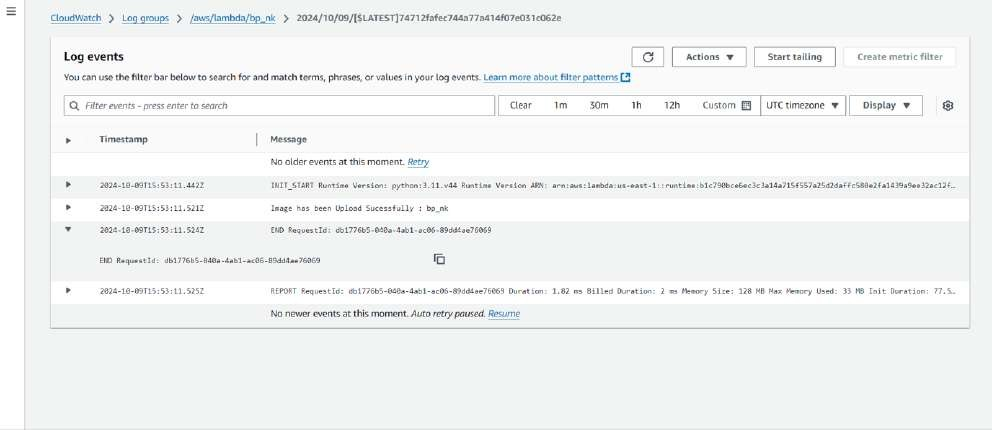 CloudWatch > Log groups > /aws/lambda/bp_nk > 2024/10/09/[$LATEST]74712fafec744a77a414f07e031c062e
Log events
Actions ▼ Start tailing Create metric filter
You can use the filter bar below to search for and match terms, phrases, or values in your log events. Learn more about filter patterns
Filter events - press enter to search Clear 1m 30m 1h 12h Custom UTC timezone ▼ Display ▼
Timestamp Message
No older events at this moment. Retry
2024-10-09T15:53:11.442Z INIT_START Runtime Version: python:3.11.v44 Runtime Version ARN: arn:aws:lambda:us-east-1::runtime:b1c790bce6ec3c3a14a715f557a25d2daffc580e2fa1439a9ee32ac12f…
2024-10-09T15:53:11.521Z Image has been Upload Sucessfully : bp_nk
2024-10-09T15:53:11.524Z END RequestId: db1776b5-040a-4ab1-ac06-89dd4ae76069
END RequestId: db1776b5-040a-4ab1-ac06-89dd4ae76069
2024-10-09T15:53:11.525Z REPORT RequestId: db1776b5-040a-4ab1-ac06-89dd4ae76069 Duration: 1.82 ms Billed Duration: 2 ms Memory Size: 128 MB Max Memory Used: 33 MB Init Duration: 77.5…
No newer events at this moment. Auto retry paused. Resume